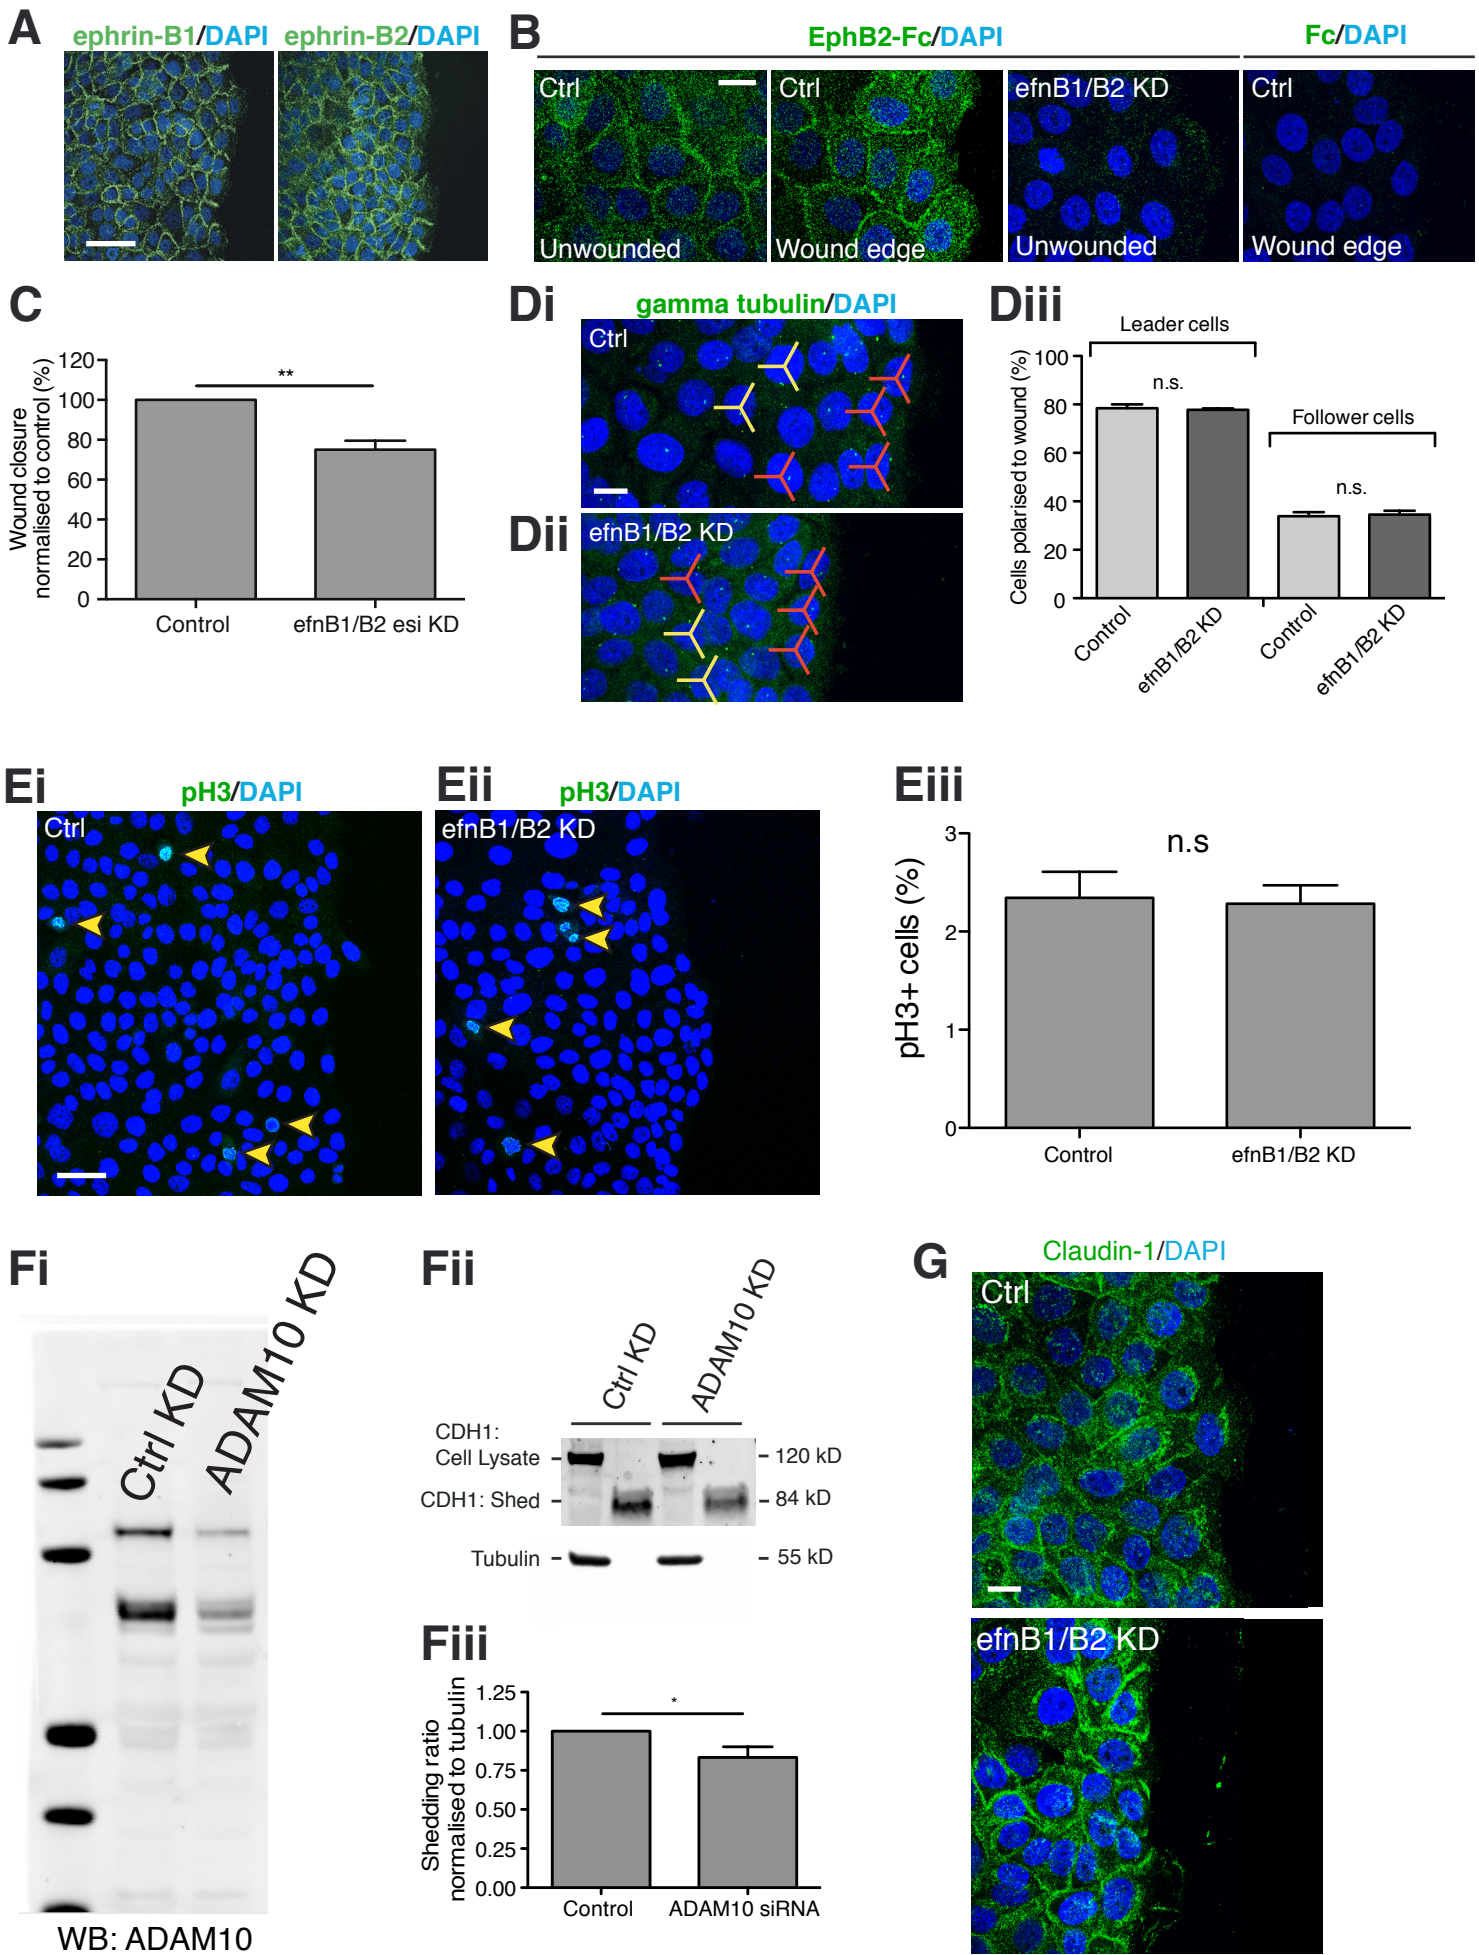 A
ephrin-B1/DAPI
ephrin-B2/DAPI
B
EphB2-Fc/DAPI
Fc/DAPI
Ctrl
Unwounded
Ctrl
Wound edge
efnB1/B2 KD
Unwounded
Ctrl
Wound edge
C
Wound closure
normalised to control (%)
120
100
80
60
40
20
0
**
Control
efnB1/B2 esi KD
Di
gamma tubulin/DAPI
Ctrl
Dii
efnB1/B2 KD
Diii
Cells polarised to wound (%)
100
80
60
40
20
0
Leader cells
n.s.
Follower cells
n.s.
Control
efnB1/B2 KD
Control
efnB1/B2 KD
Ei
pH3/DAPI
Ctrl
Eii
pH3/DAPI
efnB1/B2 KD
Eiii
pH3+ cells (%)
3
2
1
0
n.s
Control
efnB1/B2 KD
Fi
Ctrl KD
ADAM10 KD
WB: ADAM10
Fii
Ctrl KD
ADAM10 KD
CDH1:
Cell Lysate
120 kD
CDH1: Shed
84 kD
Tubulin
55 kD
Fiii
Shedding ratio
normalised to tubulin
1.25
1.00
0.75
0.50
0.25
0.00
*
Control
ADAM10 siRNA
G
Claudin-1/DAPI
Ctrl
efnB1/B2 KD